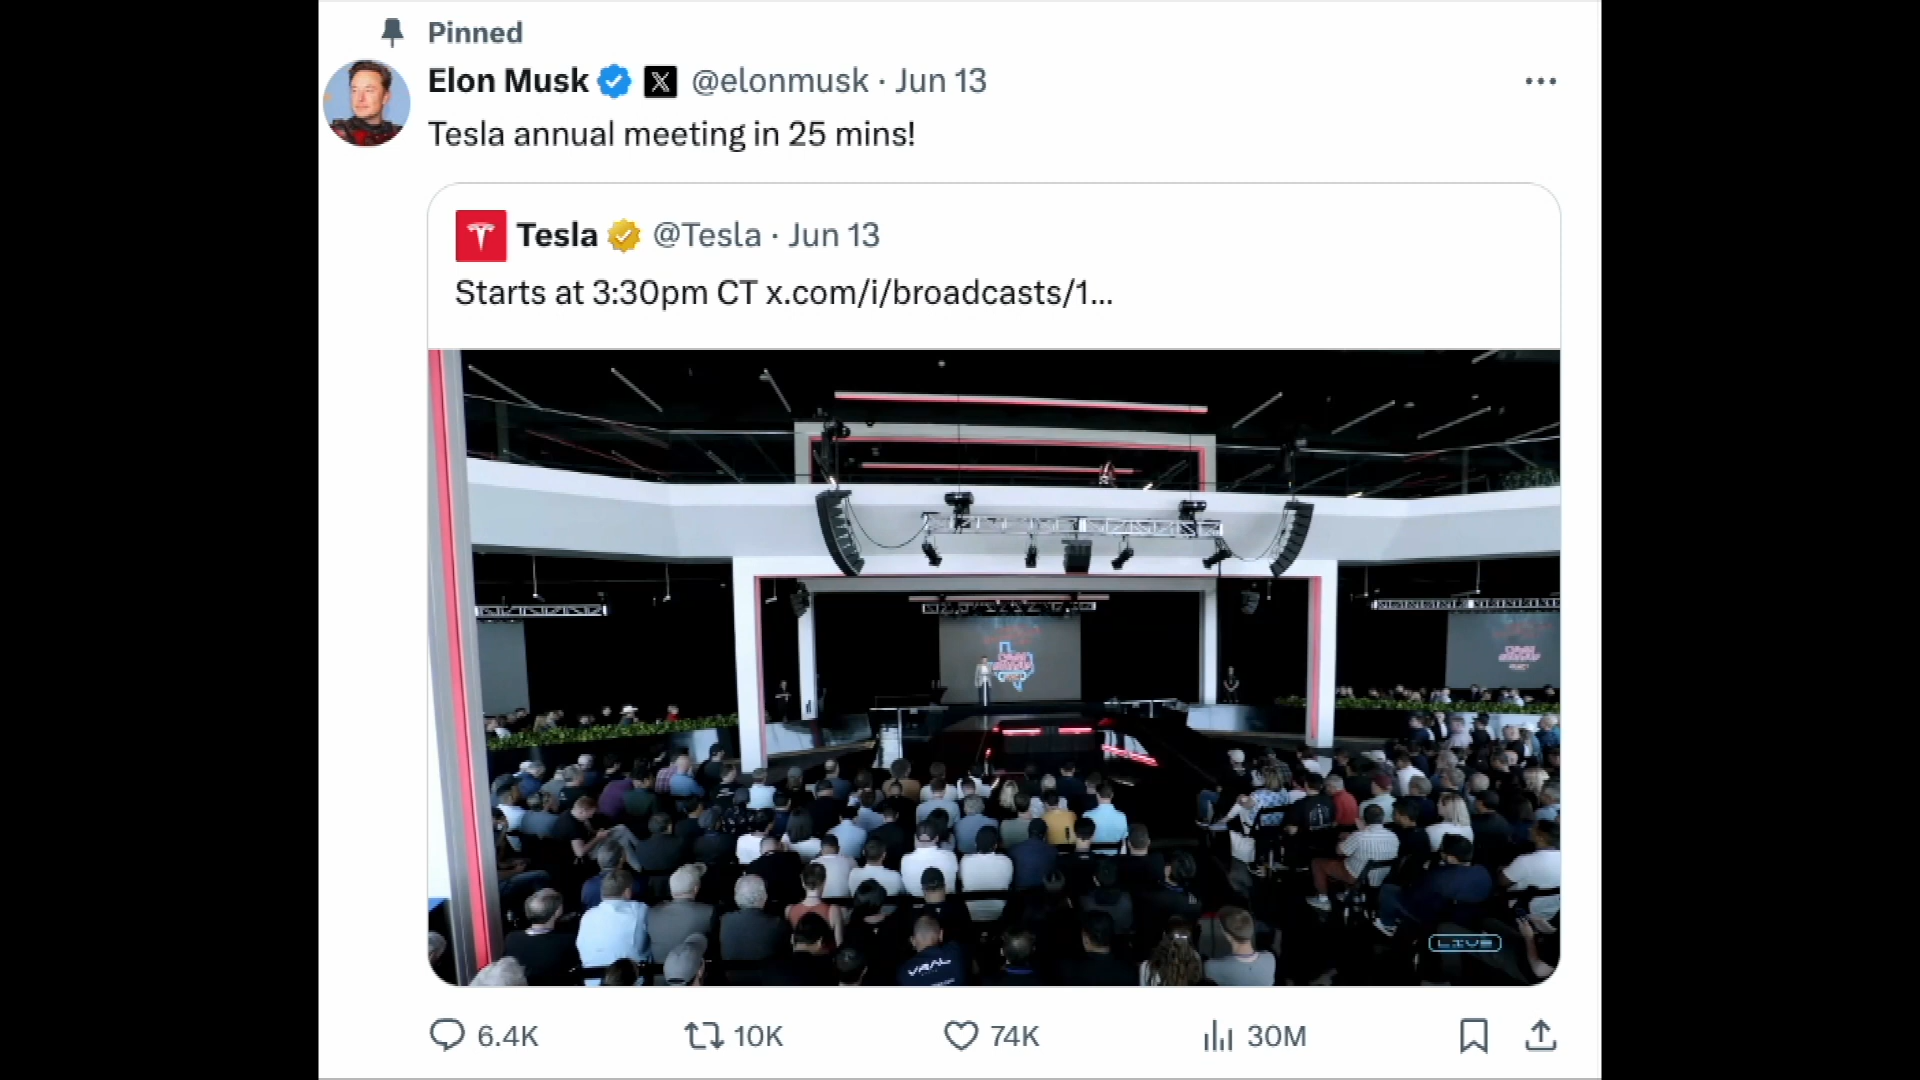 Pinned
Elon Musk X @elonmusk · Jun 13
Tesla annual meeting in 25 mins!
Tesla @Tesla · Jun 13
Starts at 3:30pm CT x.com/i/broadcasts/1...
LIVE
6.4K 10K 74K 30M